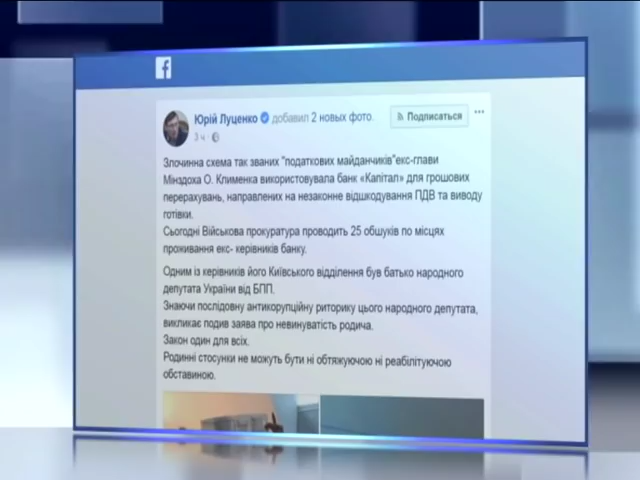 f
Юрій Луценко добавил 2 новых фото.
Подписаться
3 ч ·
Злочинна схема так званих "податкових майданчиків"екс-глави
Міндоха О. Клименка використовувала банк «Капітал» для грошових
перерахувань, направлених на незаконне відшкодування ПДВ та виводу
готівки.
Сьогодні Військова прокуратура проводить 25 обшуків по місцях
проживання екс- керівників банку.
Одним із керівників його Київського відділення був батько народного
депутата України від БПП.
Знаючи послідовну антикорупційну риторику цього народного депутата,
викликає подив заява про невинуватість родича.
Закон один для всіх.
Родинні стосунки не можуть бути ні обтяжуючою ні реабілітуючою
обставиною.